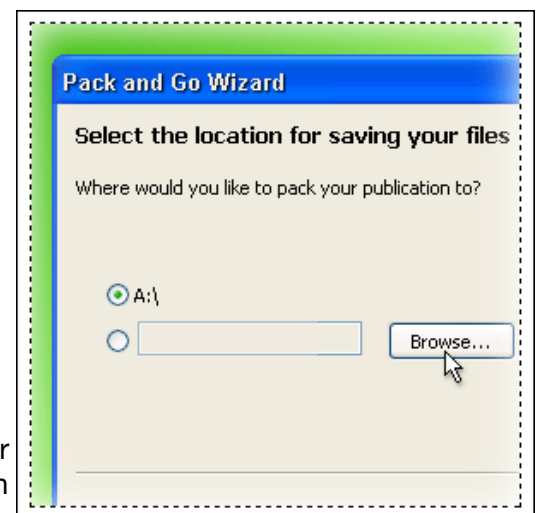 Pack and Go Wizard
Select the location for saving your files
Where would you like to pack your publication to?
A:\
Browse...
r
n